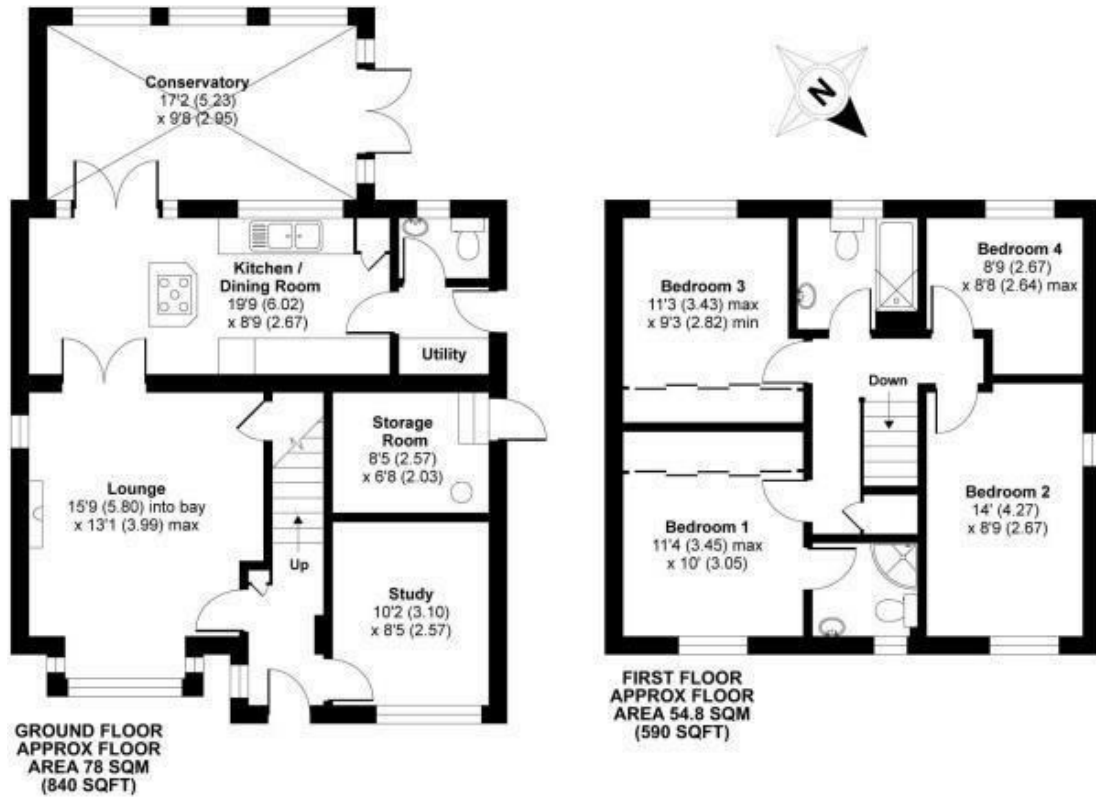 Conservatory
17'2 (5.23)
x 9'8 (2.95)
N
Kitchen /
Dining Room
19'9 (6.02)
x 8'9 (2.67)
Utility
Lounge
15'9 (5.80) into bay
x 13'1 (3.99) max
Storage
Room
8'5 (2.57)
x 6'8 (2.03)
Up
Study
10'2 (3.10)
x 8'5 (2.57)
GROUND FLOOR
APPROX FLOOR
AREA 78 SQM
(840 SQFT)
Bedroom 3
11'3 (3.43) max
x 9'3 (2.82) min
Bedroom 4
8'9 (2.67)
x 8'8 (2.64) max
Down
Bedroom 1
11'4 (3.45) max
x 10' (3.05)
Bedroom 2
14' (4.27)
x 8'9 (2.67)
FIRST FLOOR
APPROX FLOOR
AREA 54.8 SQM
(590 SQFT)